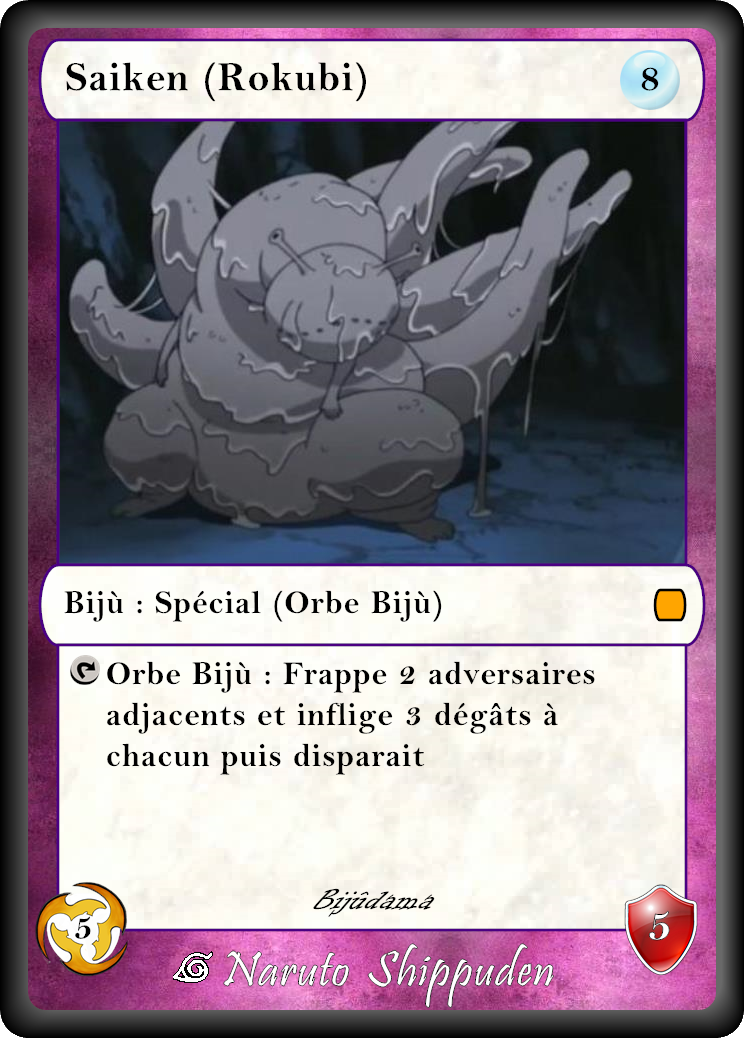 Saiken (Rokubi)
8
Bijù : Spécial (Orbe Bijù)
Orbe Bijù : Frappe 2 adversaires
adjacents et inflige 3 dégâts à
chacun puis disparait
Bijûdama
5
5
Naruto Shippuden